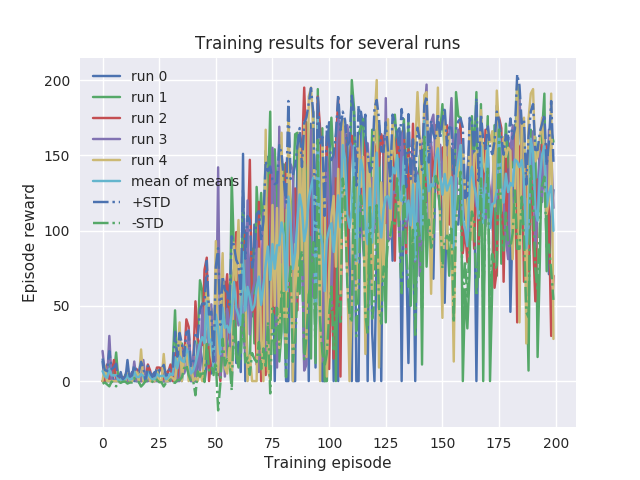 Training results for several runs
200
150
100
50
0
Episode reward
run 0
run 1
run 2
run 3
run 4
mean of means
+STD
-STD
0 25 50 75 100 125 150 175 200
Training episode